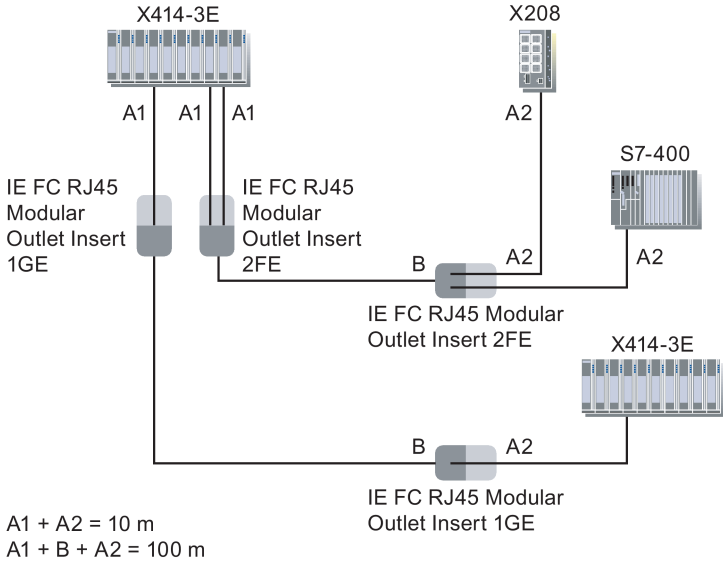 X414-3E
X208
A1
A1
A1
A2
S7-400
IE FC RJ45
Modular
Outlet Insert
1GE
IE FC RJ45
Modular
Outlet Insert
2FE
B
A2
A2
IE FC RJ45 Modular
Outlet Insert 2FE
X414-3E
B
A2
IE FC RJ45 Modular
Outlet Insert 1GE
A1 + A2 = 10 m
A1 + B + A2 = 100 m